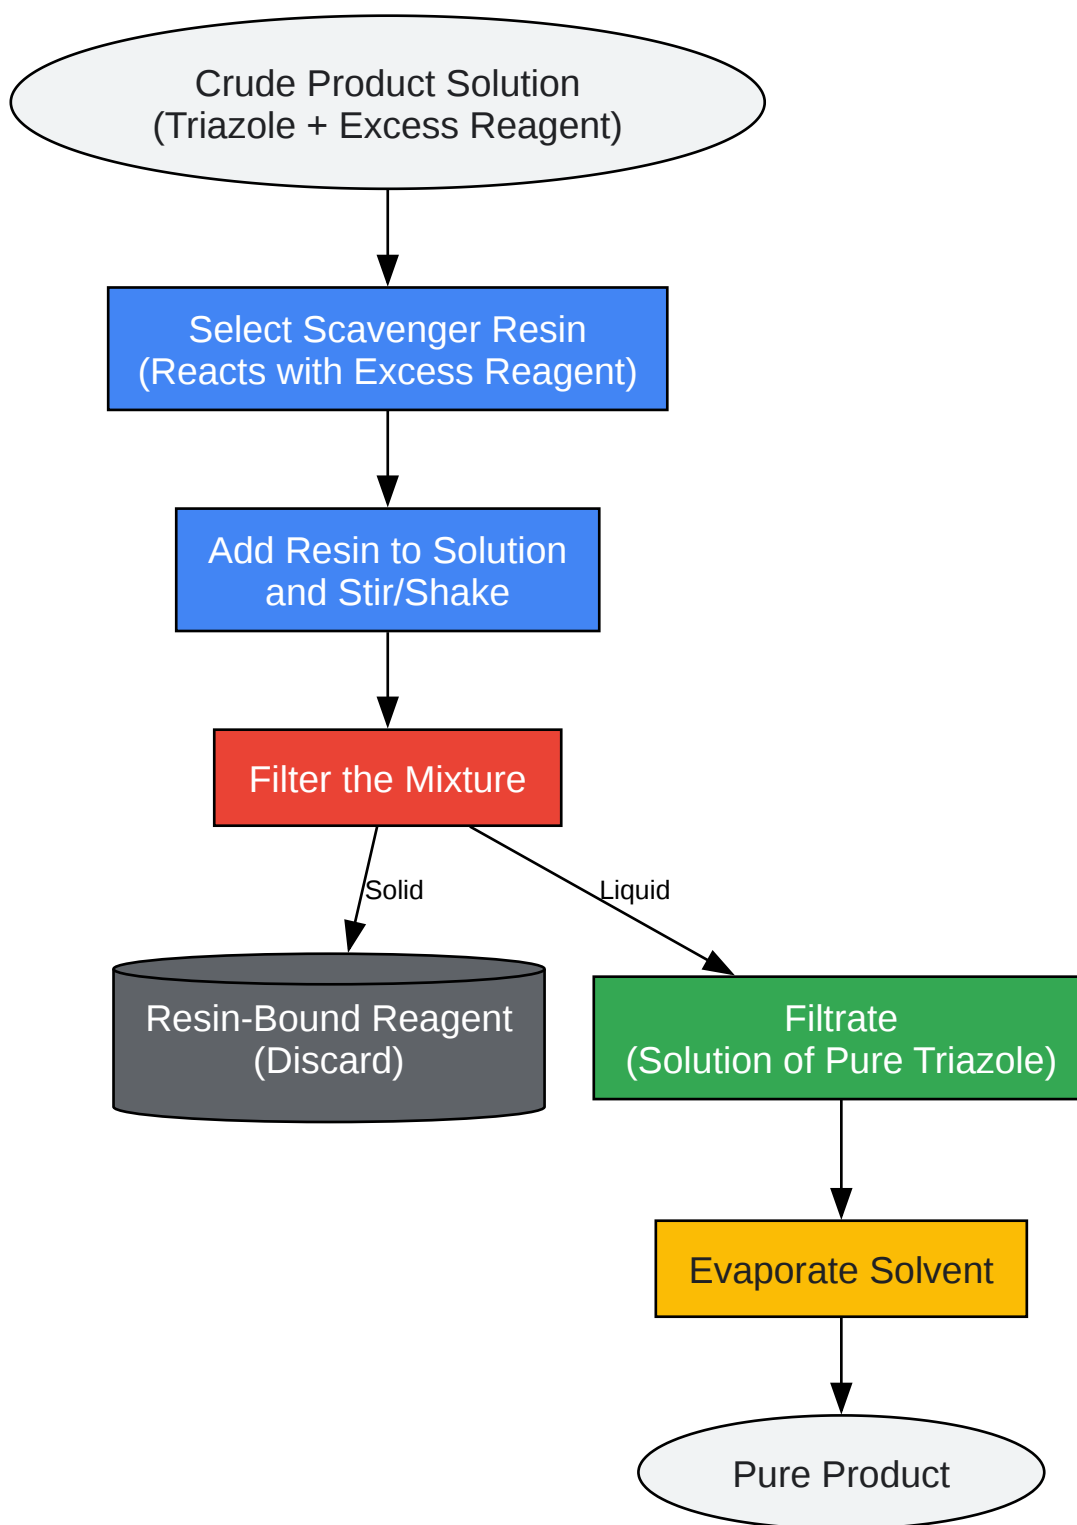 Crude Product Solution
(Triazole + Excess Reagent)
Select Scavenger Resin
(Reacts with Excess Reagent)
Add Resin to Solution
and Stir/Shake
Filter the Mixture
Solid
Liquid
Resin-Bound Reagent
(Discard)
Filtrate
(Solution of Pure Triazole)
Evaporate Solvent
Pure Product